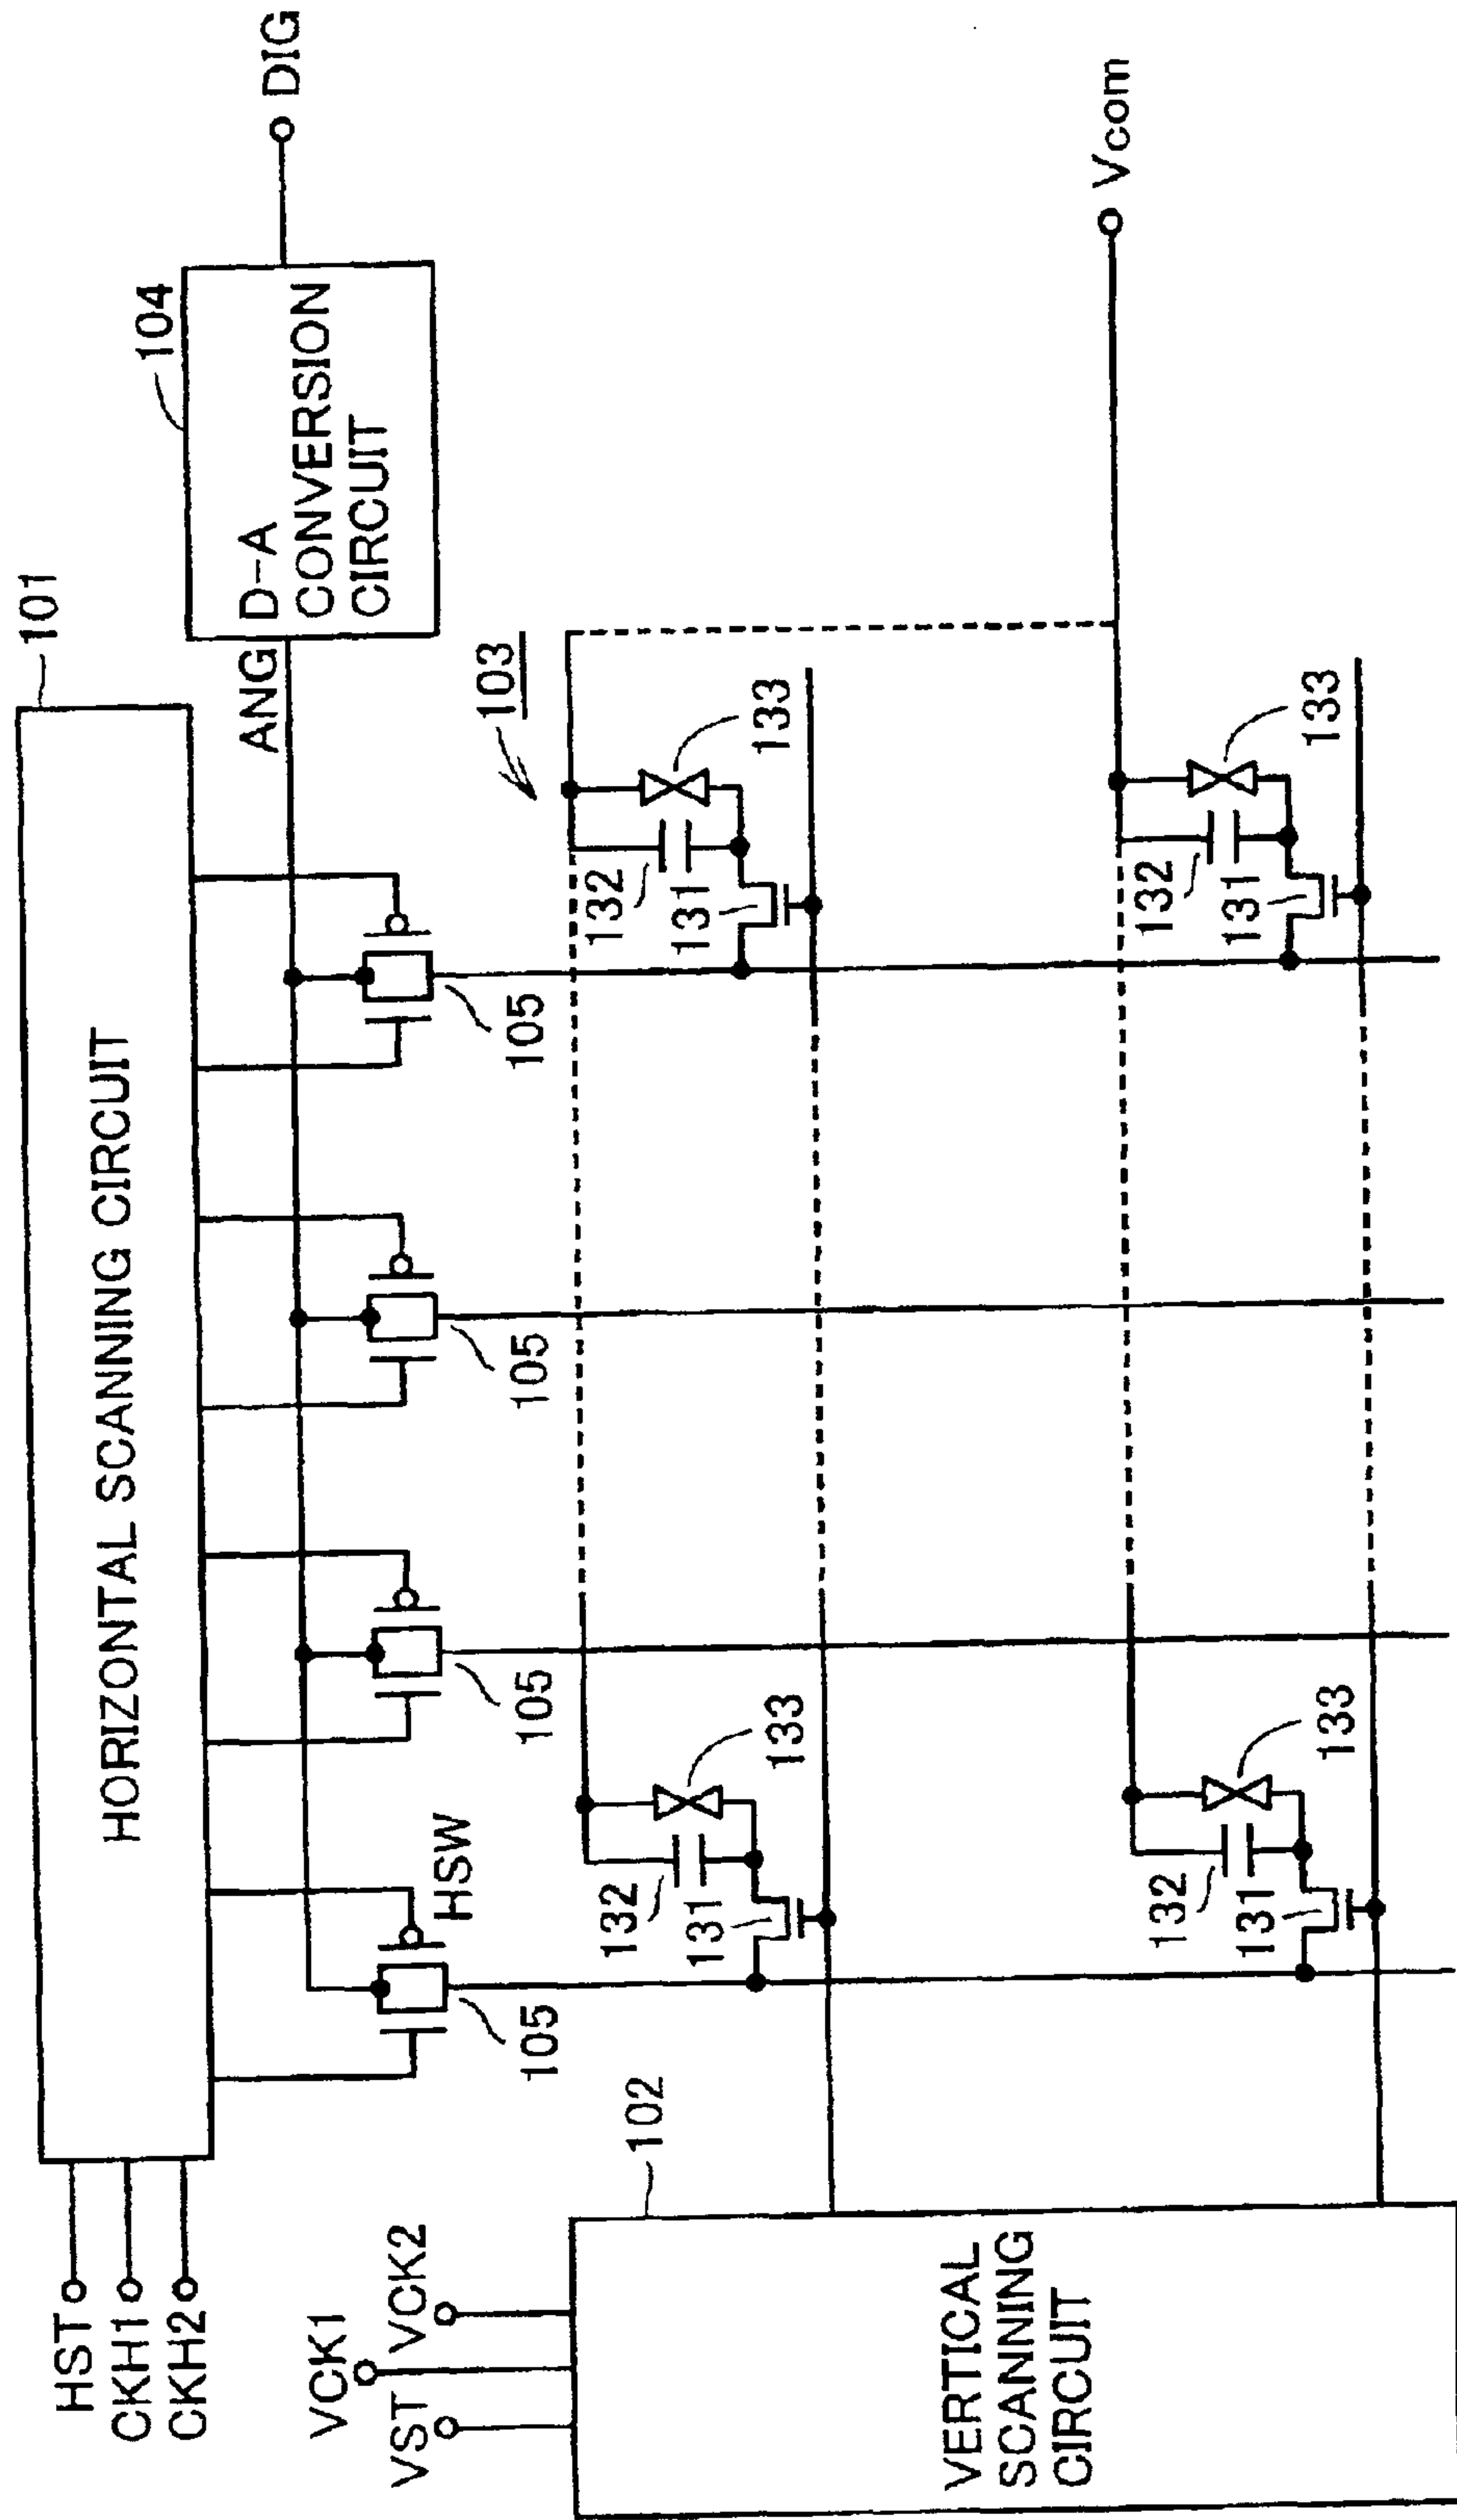 HST
CKH1
CKH2
HORIZONTAL SCANNING CIRCUIT
101
ANG
D-A
CONVERSION
CIRCUIT
104
DIG
HSW
105
105
105
105
103
VCK1
VST
VCK2
102
VERTICAL
SCANNING
CIRCUIT
132
131
133
132
131
133
Vcom
132
131
133
132
131
133